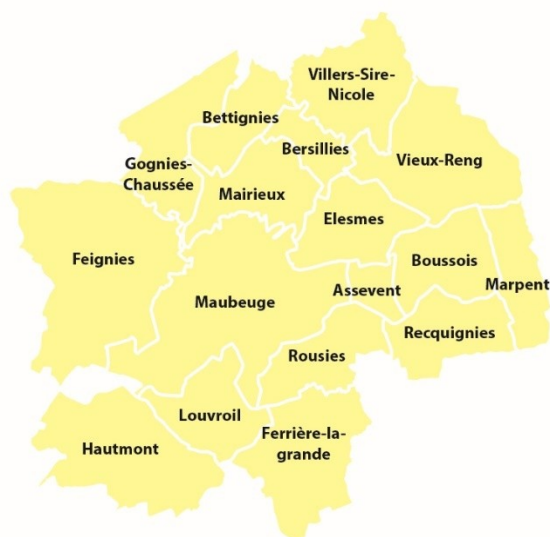 Villers-Sire-
Nicole
Bettignies
Bersillies
Vieux-Reng
Gognies-
Chaussée
Mairieux
Elesmes
Feignies
Boussois
Marpent
Assevent
Maubeuge
Recquignies
Rousies
Louvroil
Ferrière-la-
grande
Hautmont